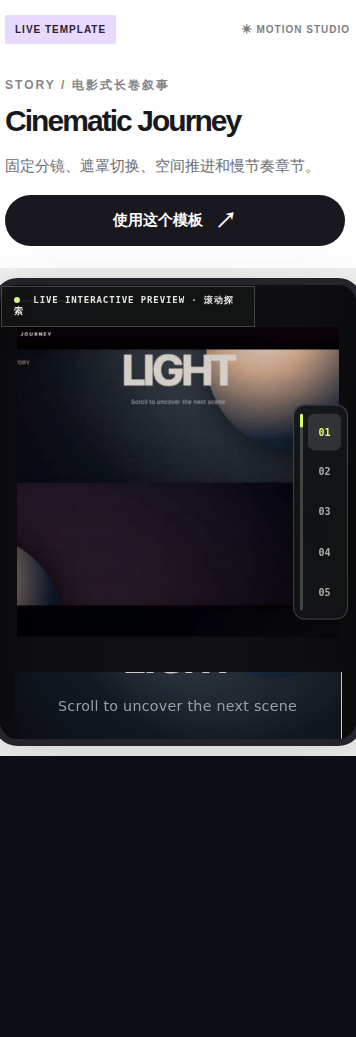 LIVE TEMPLATE
☀ MOTION STUDIO
STORY / 电影式长卷叙事
Cinematic Journey
固定分镜、遮罩切换、空间推进和慢节奏章节。
使用这个模板 ↗
LIVE INTERACTIVE PREVIEW · 滚动探
索
JOURNEY
LIGHT
Scroll to uncover the next scene
01
02
03
04
05
Scroll to uncover the next scene